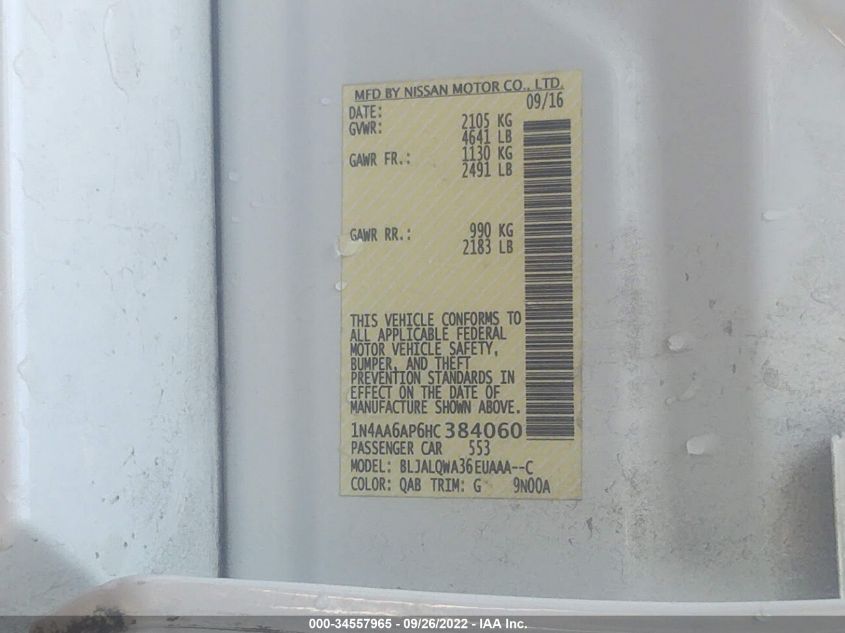 MFD BY NISSAN MOTOR CO., LTD.
DATE: 09/16
GVWR: 2105 KG
4641 LB
GAWR FR.: 1130 KG
2491 LB
GAWR RR.: 990 KG
2183 LB
THIS VEHICLE CONFORMS TO
ALL APPLICABLE FEDERAL
MOTOR VEHICLE SAFETY,
BUMPER, AND THEFT
PREVENTION STANDARDS IN
EFFECT ON THE DATE OF
MANUFACTURE SHOWN ABOVE.
1N4AA6AP6HC384060
PASSENGER CAR 553
MODEL: BLJALQWA36EUAAA--C
COLOR: QAB TRIM: G 9N00A
000-34557965 - 09/26/2022 - IAA Inc.